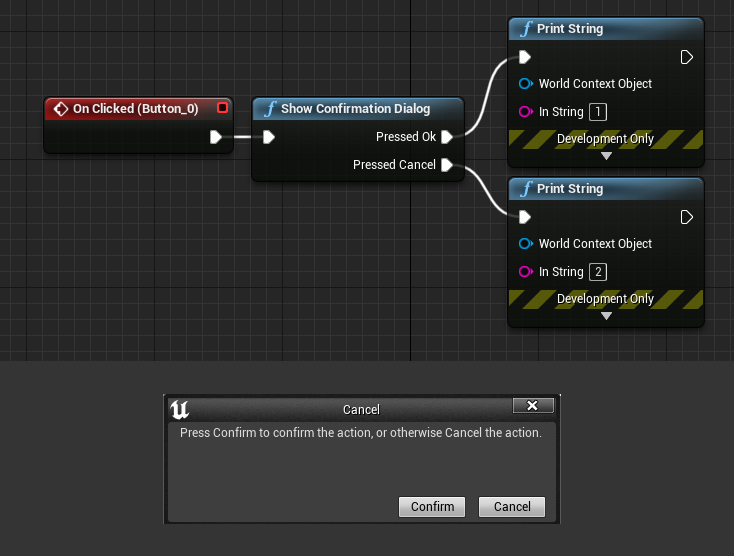 Print String
World Context Object
In String 1
Development Only
On Clicked (Button_0)
Show Confirmation Dialog
Pressed Ok
Pressed Cancel
Print String
World Context Object
In String 2
Development Only
Cancel
Press Confirm to confirm the action, or otherwise Cancel the action.
Confirm Cancel